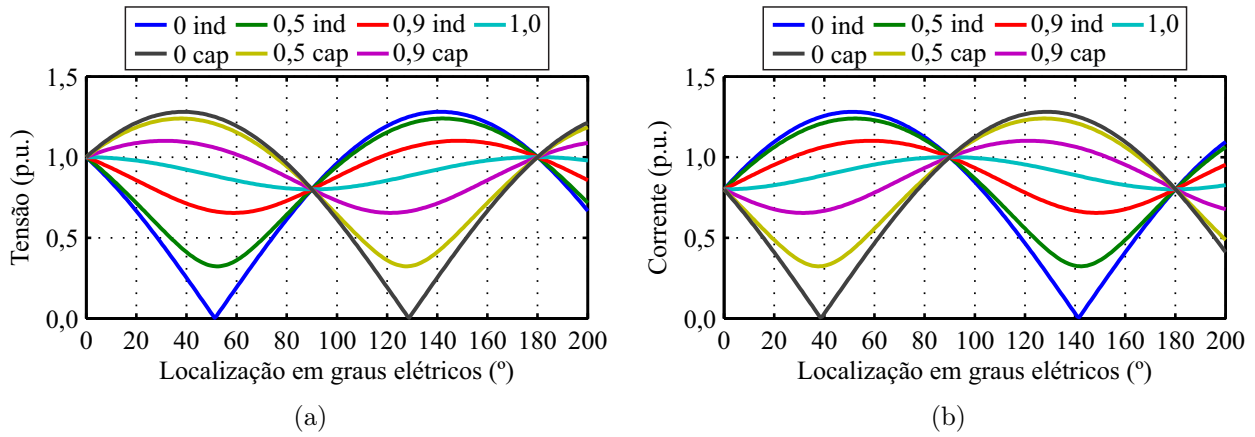 0 ind 0,5 ind 0,9 ind 1,0
0 cap 0,5 cap 0,9 cap
1,5
1,0
0,5
0,0
Tensão (p.u.)
0 20 40 60 80 100 120 140 160 180 200
Localização em graus elétricos (º)
(a)
0 ind 0,5 ind 0,9 ind 1,0
0 cap 0,5 cap 0,9 cap
1,5
1,0
0,5
0,0
Corrente (p.u.)
0 20 40 60 80 100 120 140 160 180 200
Localização em graus elétricos (º)
(b)